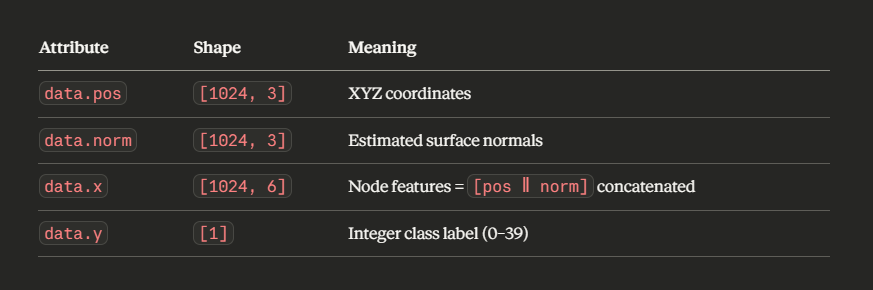 Attribute Shape Meaning
data.pos [1024, 3] XYZ coordinates
data.norm [1024, 3] Estimated surface normals
data.x [1024, 6] Node features = [pos ‖ norm] concatenated
data.y [1] Integer class label (0–39)